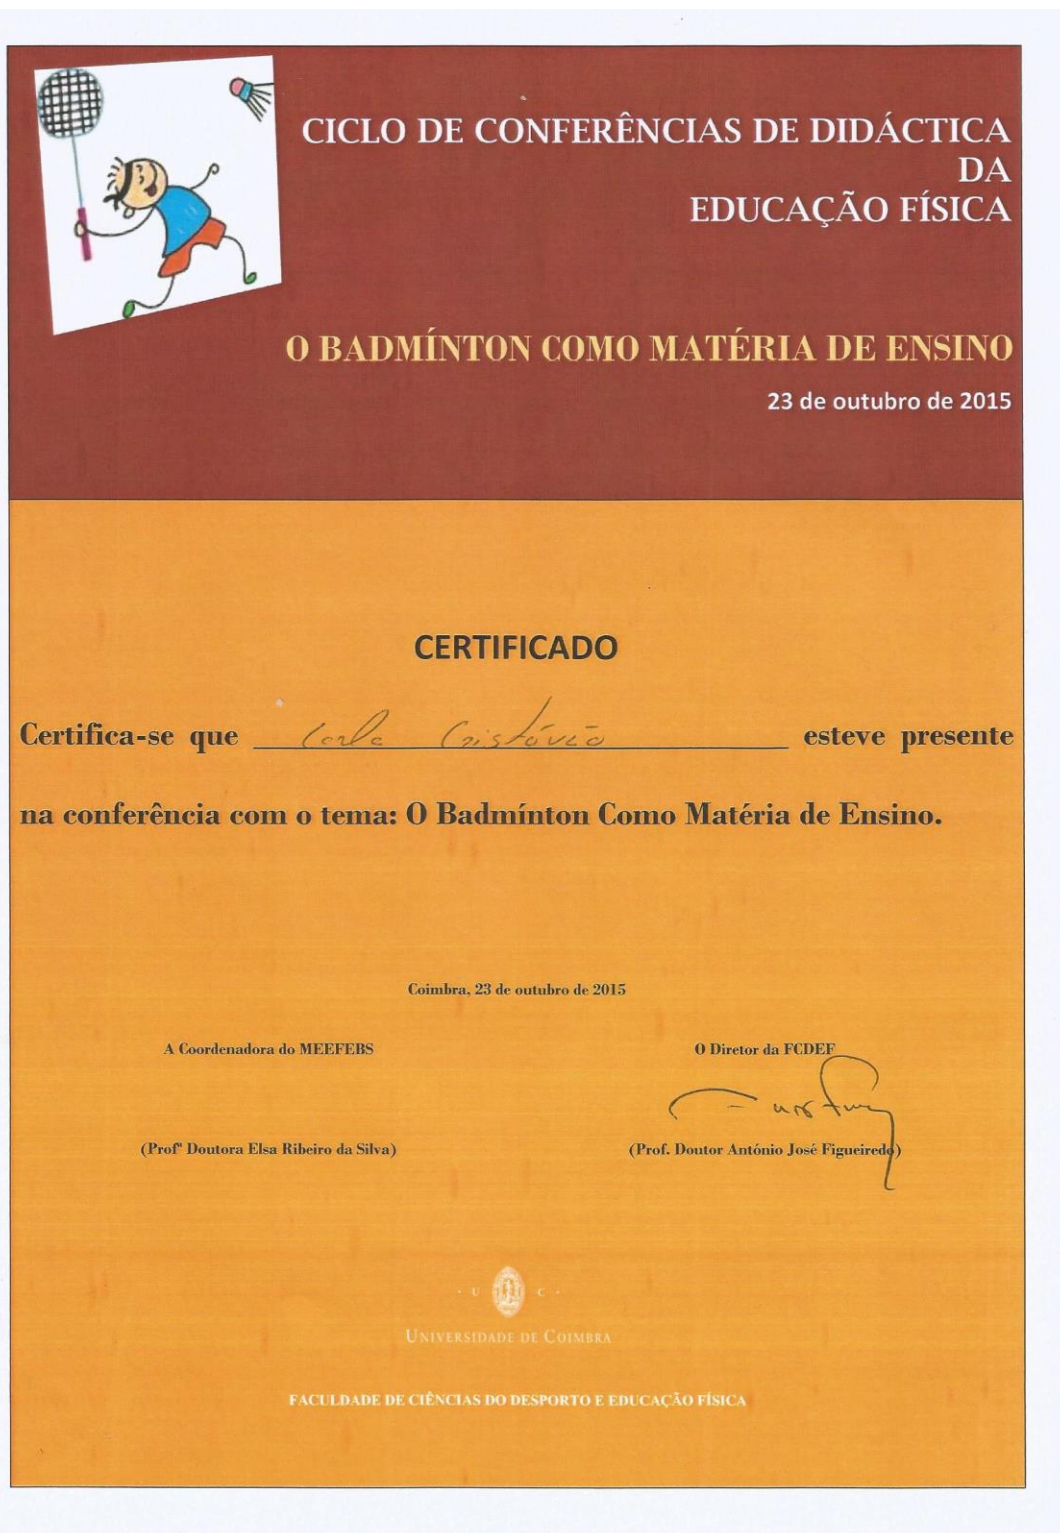 CICLO DE CONFERÊNCIAS DE DIDÁCTICA
DA
EDUCAÇÃO FÍSICA
O BADMÍNTON COMO MATÉRIA DE ENSINO
23 de outubro de 2015
CERTIFICADO
Certifica-se que Carla Cristóvão esteve presente
na conferência com o tema: O Badmínton Como Matéria de Ensino.
Coimbra, 23 de outubro de 2015
A Coordenadora do MEEFEBS
O Diretor da FCDEF
(Profª Doutora Elsa Ribeiro da Silva)
(Prof. Doutor António José Figueiredo)
· U C ·
UNIVERSIDADE DE COIMBRA
FACULDADE DE CIÊNCIAS DO DESPORTO E EDUCAÇÃO FÍSICA